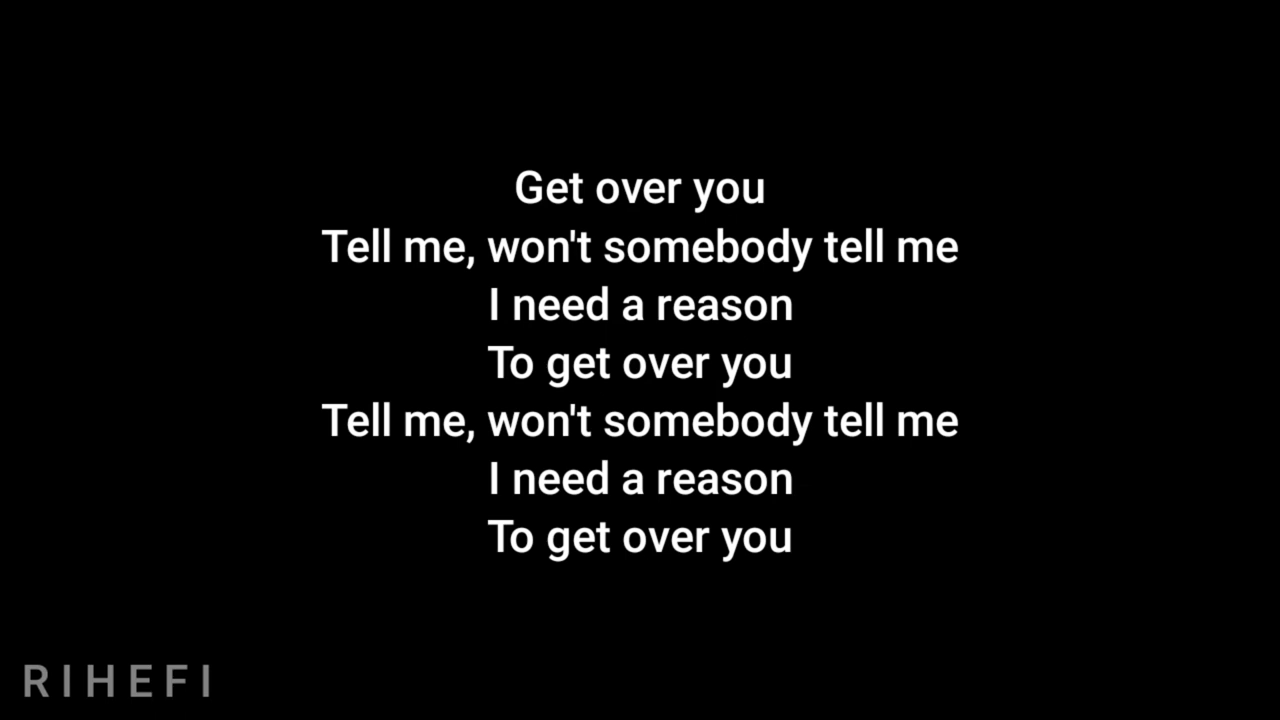 Get over you
Tell me, won't somebody tell me
I need a reason
To get over you
Tell me, won't somebody tell me
I need a reason
To get over you
RIHEFI